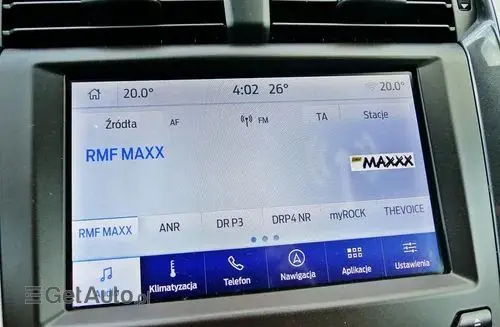 20.0° 4:02 26° 20.0°
Źródła AF FM TA Stacje
RMF MAXX
MAXXX
RMF MAXX ANR DR P3 DRP4 NR myROCK THEVOICE
Klimatyzacja Telefon Nawigacja Aplikacje Ustawienia
GetAuto.pl